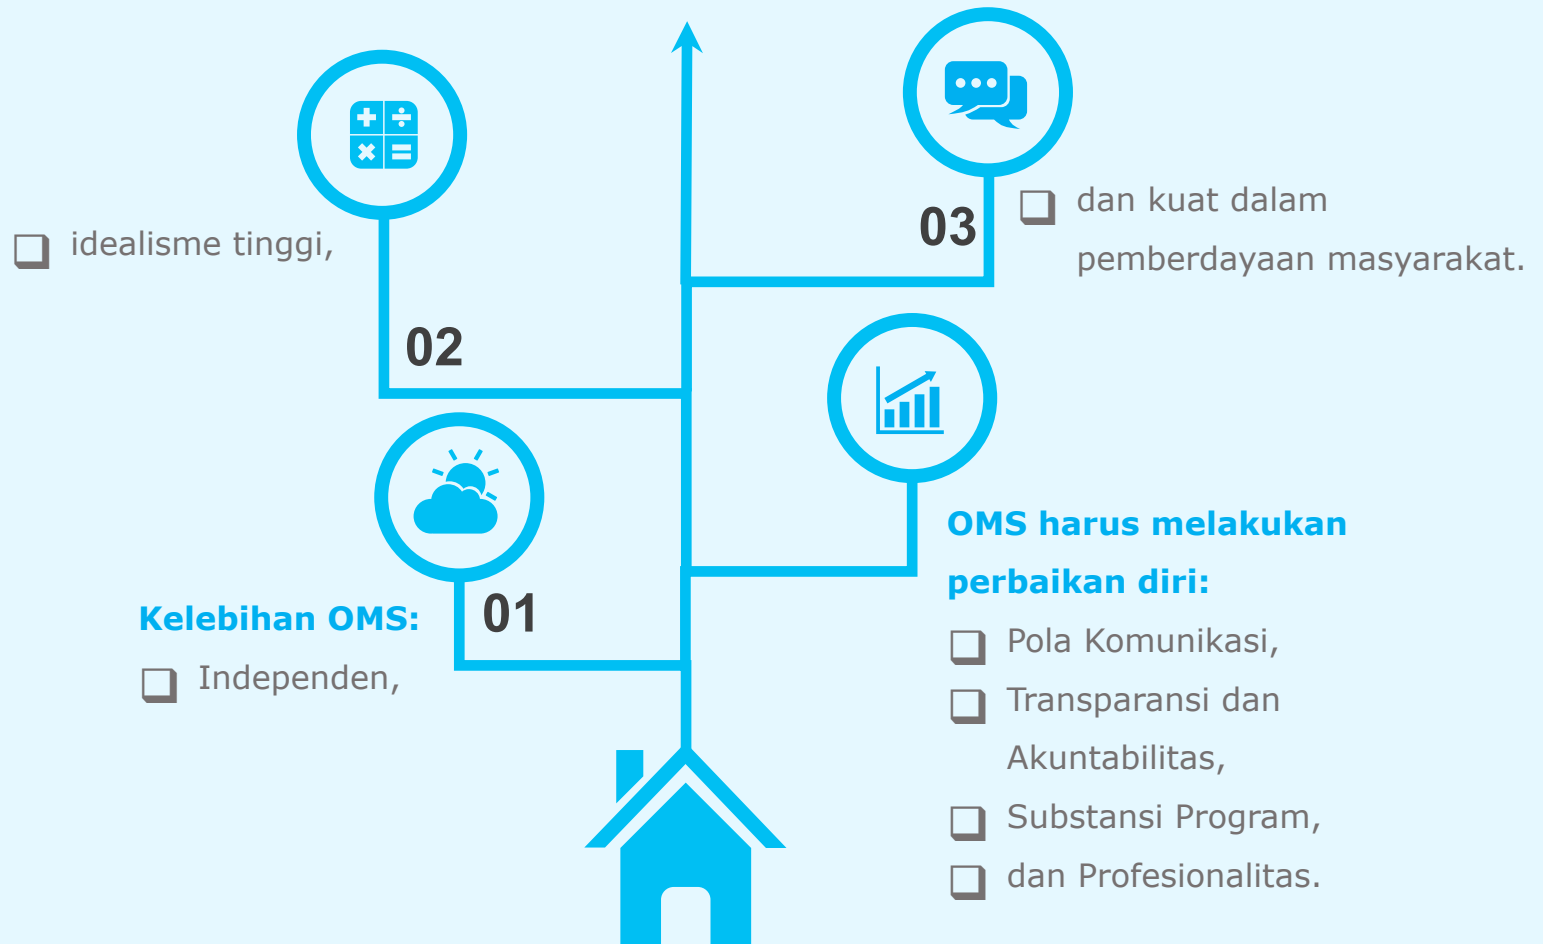 Kelebihan OMS:
01
Independen,
02
idealisme tinggi,
03
dan kuat dalam
pemberdayaan masyarakat.
OMS harus melakukan
perbaikan diri:
Pola Komunikasi,
Transparansi dan
Akuntabilitas,
Substansi Program,
dan Profesionalitas.